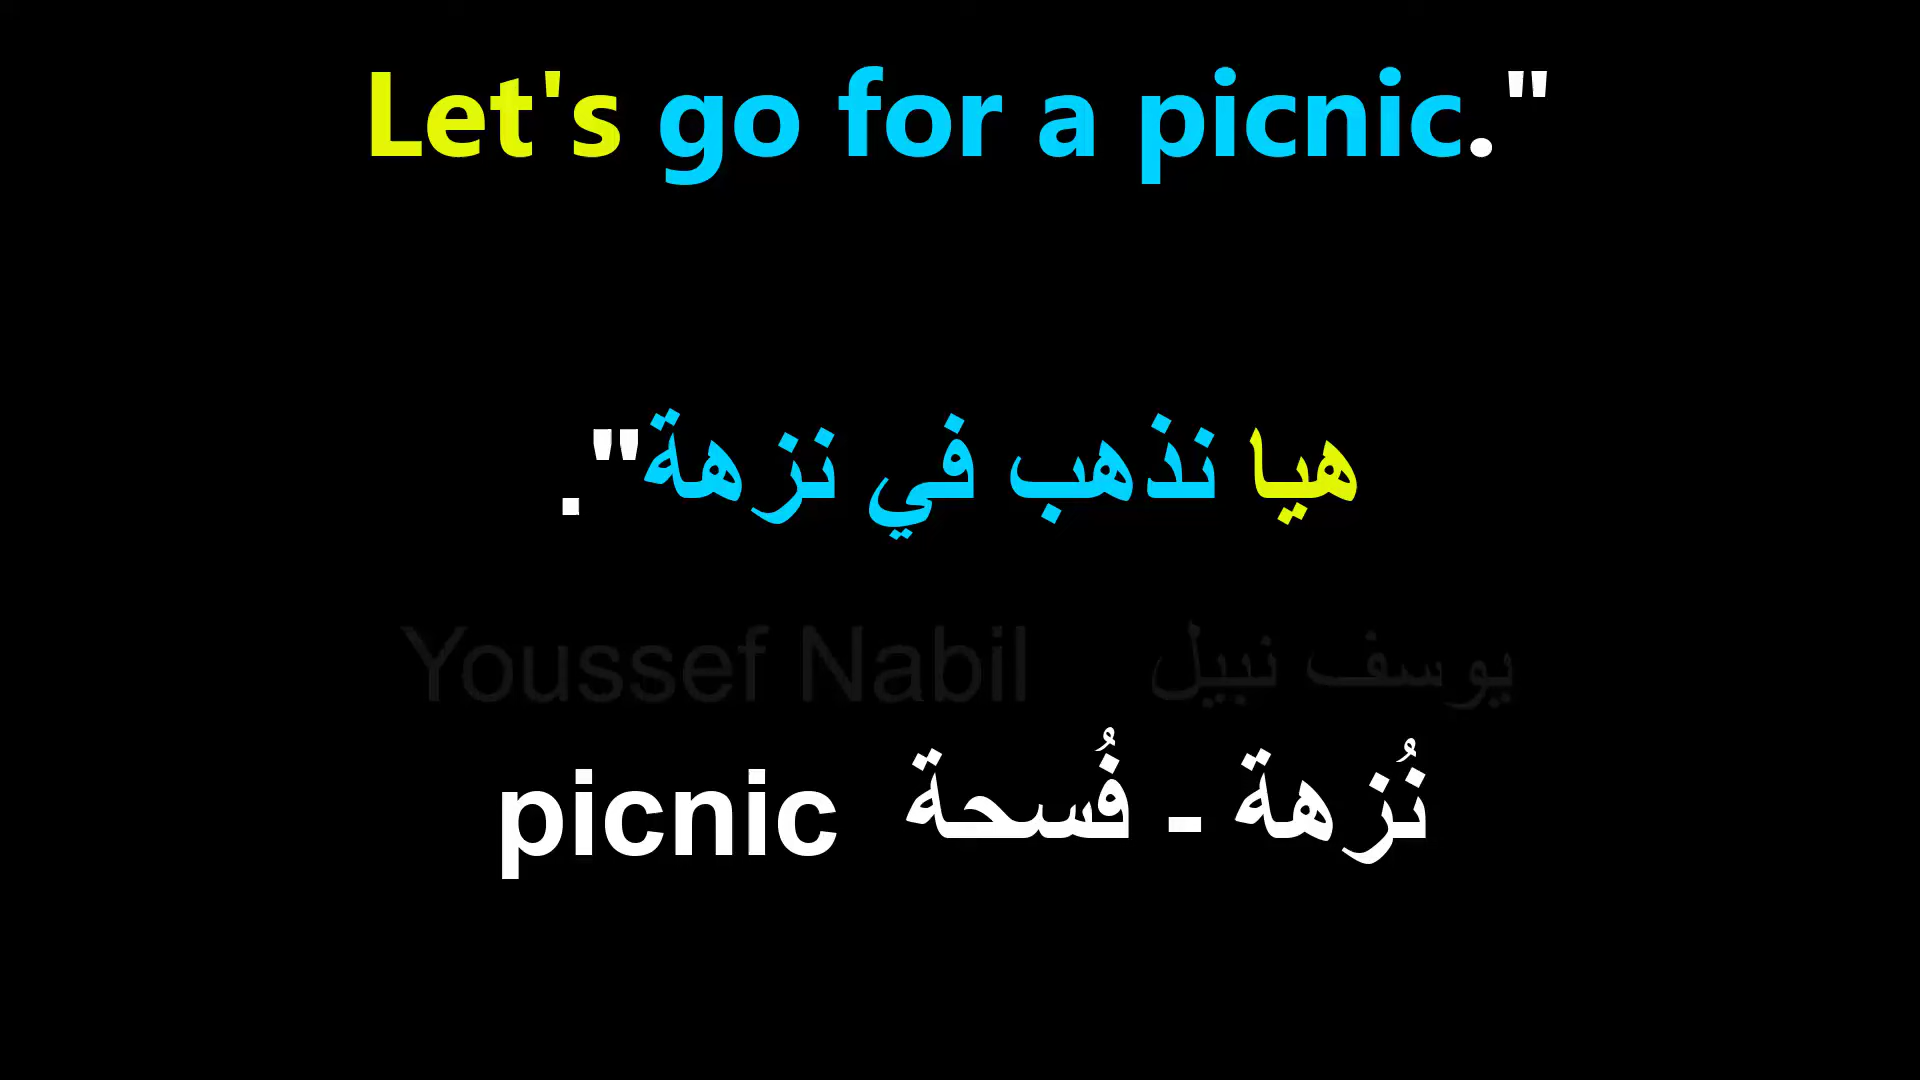 Let's go for a picnic."
هيا نذهب في نزهة".
Youssef Nabil يوسف نبيل
picnic نُزهة - فُسحة